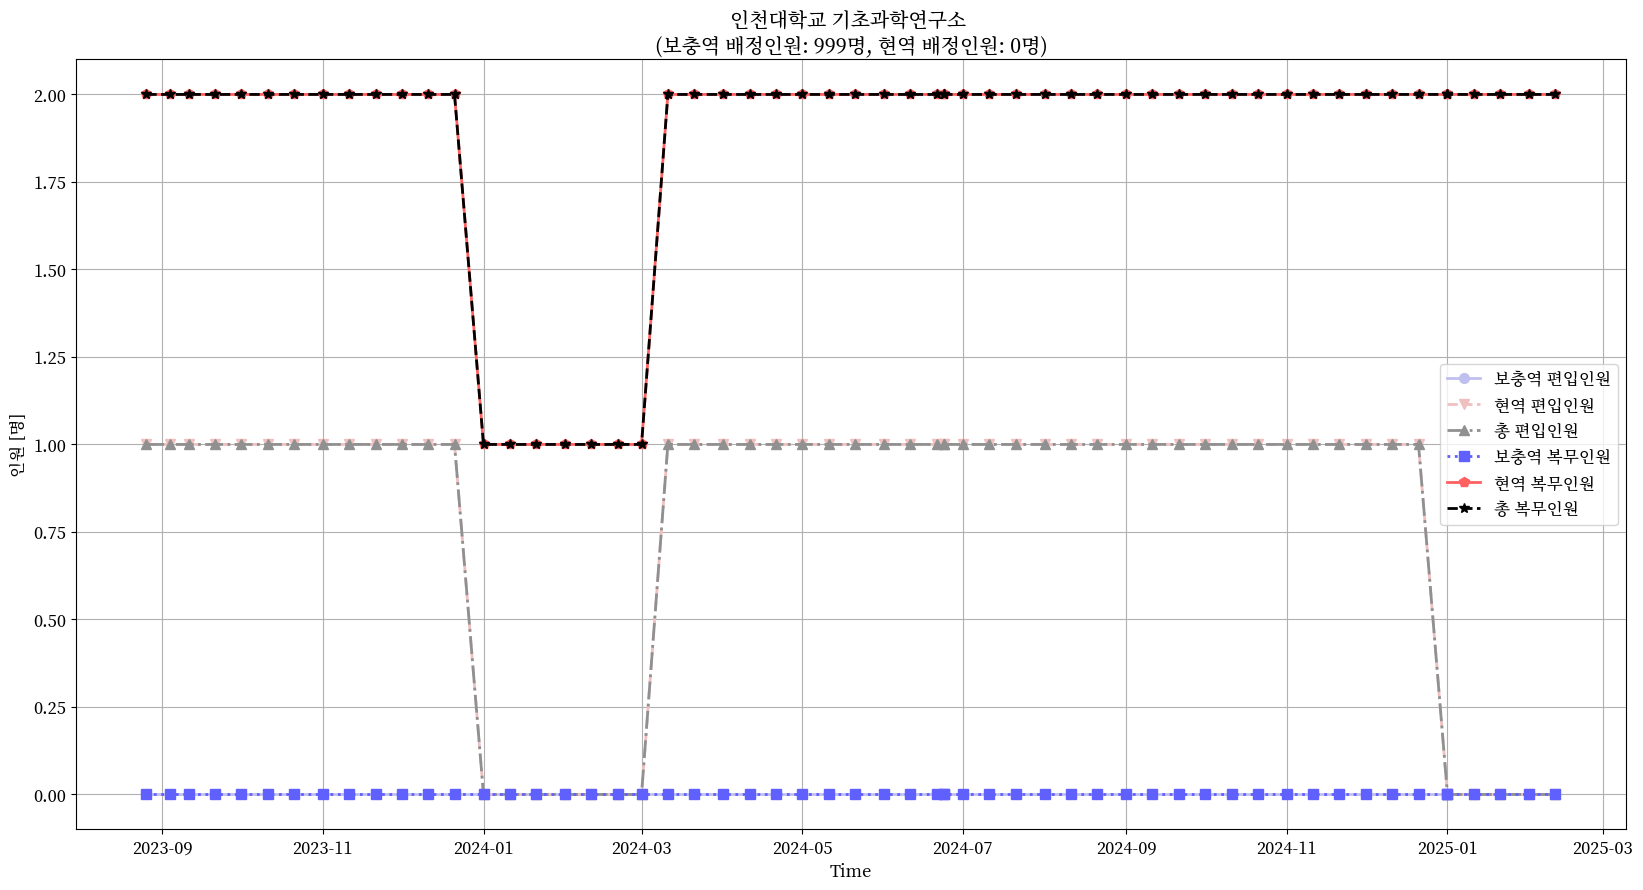 인천대학교 기초과학연구소
(보충역 배정인원: 999명, 현역 배정인원: 0명)
인원 [명]
2.00
1.75
1.50
1.25
1.00
0.75
0.50
0.25
0.00
보충역 편입인원
현역 편입인원
총 편입인원
보충역 복무인원
현역 복무인원
총 복무인원
2023-09
2023-11
2024-01
2024-03
2024-05
2024-07
2024-09
2024-11
2025-01
2025-03
Time